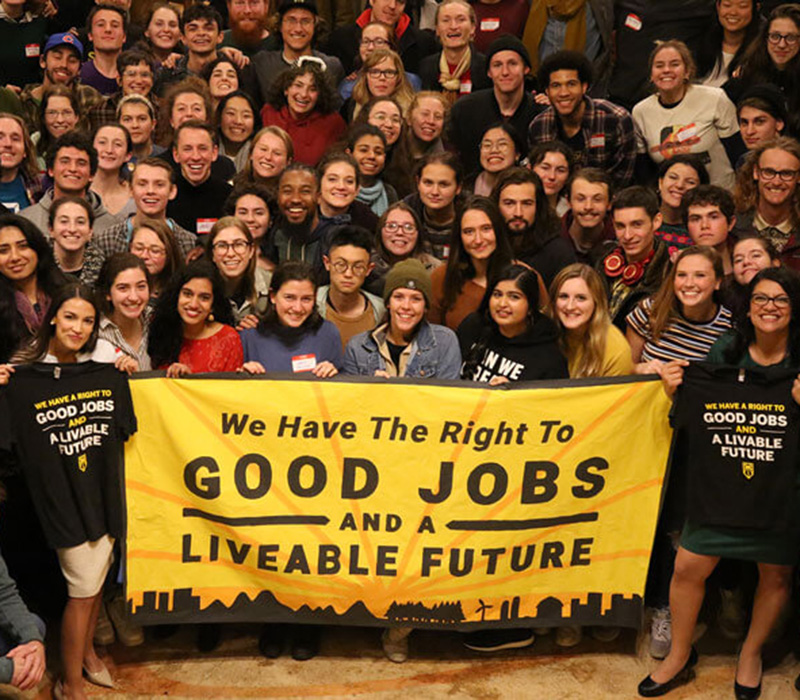 WE HAVE A RIGHT TO
GOOD JOBS
AND
A LIVABLE
FUTURE
We Have The Right To
GOOD JOBS
AND A
LIVEABLE FUTURE
WE HAVE A RIGHT TO
GOOD JOBS
AND
A LIVABLE
FUTURE
N WE